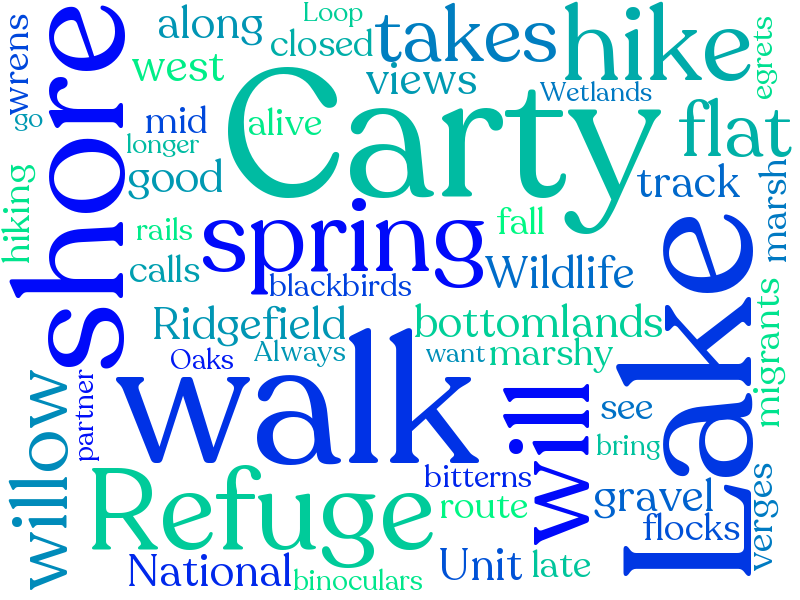 wrens
shore
along
Loop
closed
takes
hike
egrets
west
views
Wetlands
go
mid
longer
alive
Carty
flat
good
track
marsh
hiking
rails
calls
spring
fall
blackbirds
Wildlife
Lake
Ridgefield
bottomlands
migrants
Oaks
Always
want
marshy
willow
partner
walk
will
see
bring
Refuge
bitterns
route
gravel
flocks
verges
National
binoculars
Unit
late